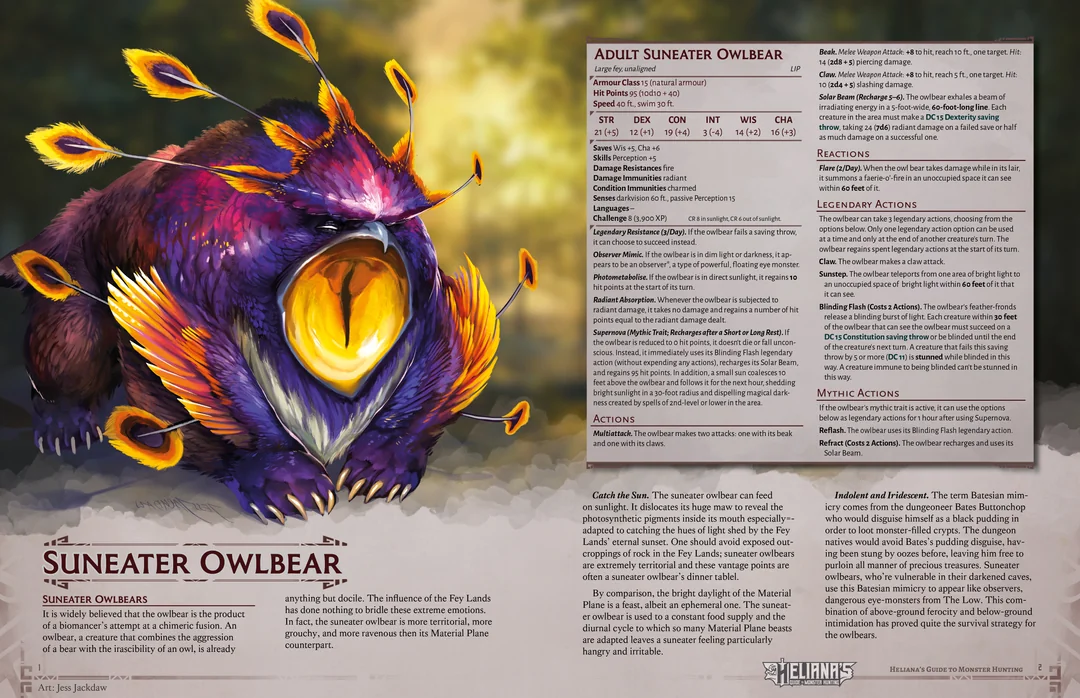 ADULT SUNEATER OWLBEAR
Large fey, unaligned LIP
Armour Class 15 (natural armour)
Hit Points 95 (10d10 + 40)
Speed 40 ft., swim 30 ft.
STR DEX CON INT WIS CHA
21 (+5) 12 (+1) 19 (+4) 3 (-4) 14 (+2) 16 (+3)
Saves Wis +5, Cha +6
Skills Perception +5
Damage Resistances fire
Damage Immunities radiant
Condition Immunities charmed
Senses darkvision 60 ft., passive Perception 15
Languages –
Challenge 8 (3,900 XP) CR 8 in sunlight, CR 6 out of sunlight.
Legendary Resistance (3/Day). If the owlbear fails a saving throw,
it can choose to succeed instead.
Observer Mimic. If the owlbear is in dim light or darkness, it ap-
pears to be an observer*, a type of powerful, floating eye monster.
Photometabolise. If the owlbear is in direct sunlight, it regains 10
hit points at the start of its turn.
Radiant Absorption. Whenever the owlbear is subjected to
radiant damage, it takes no damage and regains a number of hit
points equal to the radiant damage dealt.
Supernova (Mythic Trait; Recharges after a Short or Long Rest). If
the owlbear is reduced to 0 hit points, it doesn't die or fall uncon-
scious. Instead, it immediately uses its Blinding Flash legendary
action (without expending any actions), recharges its Solar Beam,
and regains 95 hit points. In addition, a small sun coalesces 10
feet above the owlbear and follows it for the next hour, shedding
bright sunlight in a 30-foot radius and dispelling magical dark-
ness created by spells of 2nd-level or lower in the area.
ACTIONS
Multiattack. The owlbear makes two attacks: one with its beak
and one with its claws.
Beak. Melee Weapon Attack: +8 to hit, reach 10 ft., one target. Hit:
14 (2d8 + 5) piercing damage.
Claw. Melee Weapon Attack: +8 to hit, reach 5 ft., one target. Hit:
10 (2d4 + 5) slashing damage.
Solar Beam (Recharge 5–6). The owlbear exhales a beam of
irradiating energy in a 5-foot-wide, 60-foot-long line. Each
creature in the area must make a DC 15 Dexterity saving
throw, taking 24 (7d6) radiant damage on a failed save or half
as much damage on a successful one.
REACTIONS
Flare (2/Day). When the owl bear takes damage while in its lair,
it summons a faerie-o'-fire in an unoccupied space it can see
within 60 feet of it.
LEGENDARY ACTIONS
The owlbear can take 3 legendary actions, choosing from the
options below. Only one legendary action option can be used
at a time and only at the end of another creature's turn. The
owlbear regains spent legendary actions at the start of its turn.
Claw. The owlbear makes a claw attack.
Sunstep. The owlbear teleports from one area of bright light to
an unoccupied space of bright light within 60 feet of it that
it can see.
Blinding Flash (Costs 2 Actions). The owlbear's feather-fronds
release a blinding burst of light. Each creature within 30 feet
of the owlbear that can see the owlbear must succeed on a
DC 15 Constitution saving throw or be blinded until the end
of the creature's next turn. A creature that fails this saving
throw by 5 or more (DC 11) is stunned while blinded in this
way. A creature immune to being blinded can't be stunned in
this way.
MYTHIC ACTIONS
If the owlbear's mythic trait is active, it can use the options
below as legendary actions for 1 hour after using Supernova.
Reflash. The owlbear uses its Blinding Flash legendary action.
Refract (Costs 2 Actions). The owlbear recharges and uses its
Solar Beam.
SUNEATER OWLBEAR
SUNEATER OWLBEARS
It is widely believed that the owlbear is the product
of a biomancer's attempt at a chimeric fusion. An
owlbear, a creature that combines the aggression
of a bear with the irascibility of an owl, is already
anything but docile. The influence of the Fey Lands
has done nothing to bridle these extreme emotions.
In fact, the suneater owlbear is more territorial, more
grouchy, and more ravenous then its Material Plane
counterpart.
Catch the Sun. The suneater owlbear can feed
on sunlight. It dislocates its huge maw to reveal the
photosynthetic pigments inside its mouth especially=-
adapted to catching the hues of light shed by the Fey
Lands' eternal sunset. One should avoid exposed out-
croppings of rock in the Fey Lands; suneater owlbears
are extremely territorial and these vantage points are
often a suneater owlbear's dinner tablel.
By comparison, the bright daylight of the Material
Plane is a feast, albeit an ephemeral one. The suneat-
er owlbear is used to a constant food supply and the
diurnal cycle to which so many Material Plane beasts
are adapted leaves a suneater feeling particularly
hangry and irritable.
Indolent and Iridescent. The term Batesian mim-
icry comes from the dungeoneer Bates Buttonchop
who would disguise himself as a black pudding in
order to loot monster-filled crypts. The dungeon
natives would avoid Bates's pudding disguise, hav-
ing been stung by oozes before, leaving him free to
purloin all manner of precious treasures. Suneater
owlbears, who're vulnerable in their darkened caves,
use this Batesian mimicry to appear like observers,
dangerous eye-monsters from The Low. This com-
bination of above-ground ferocity and below-ground
intimidation has proved quite the survival strategy for
the owlbears.
1
Art: Jess Jackdaw
HELIANA'S
GUIDE TO MONSTER HUNTING
HELIANA'S GUIDE TO MONSTER HUNTING 2